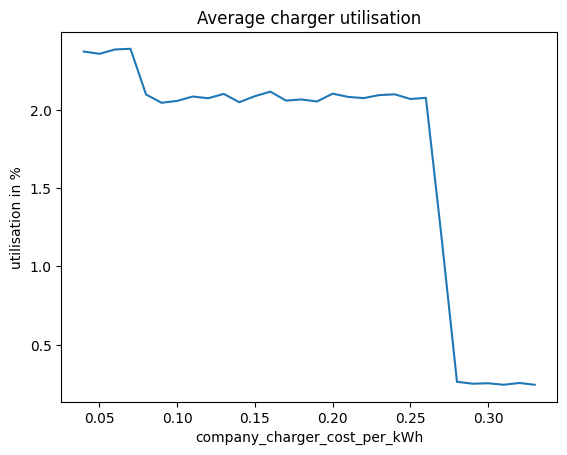 Average charger utilisation
utilisation in %
2.0
1.5
1.0
0.5
0.05 0.10 0.15 0.20 0.25 0.30
company_charger_cost_per_kWh